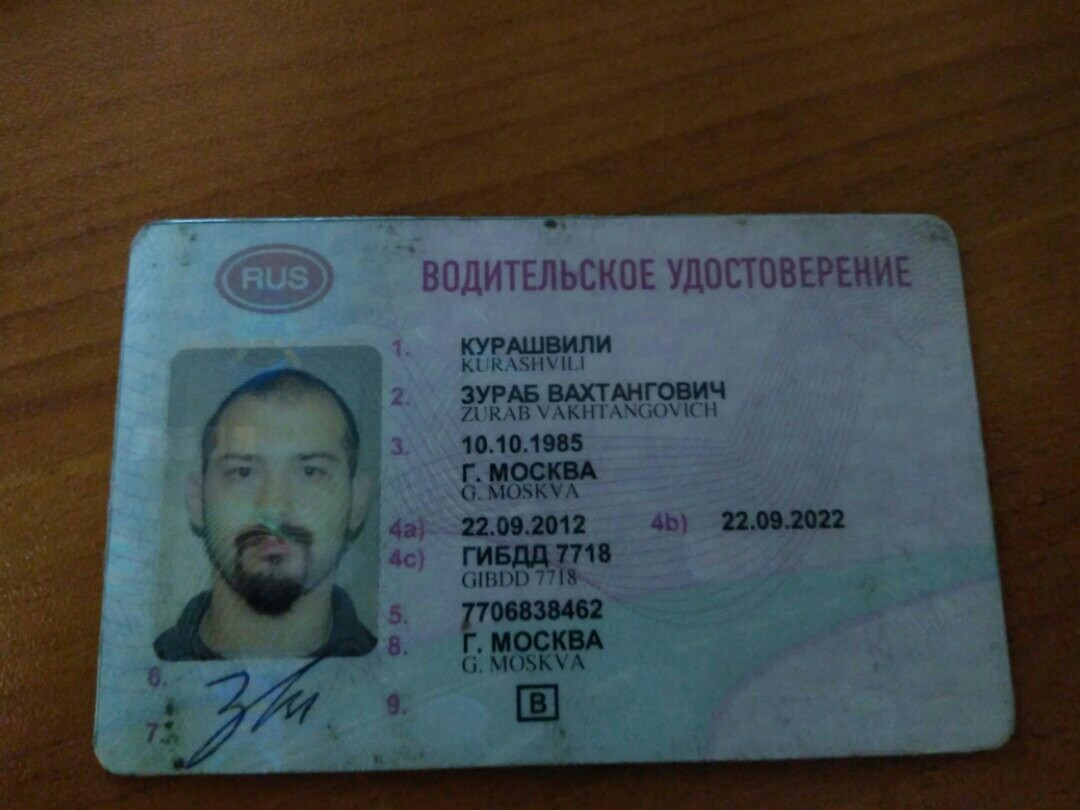 RUS
ВОДИТЕЛЬСКОЕ УДОСТОВЕРЕНИЕ
1. КУРАШВИЛИ
KURASHVILI
2. ЗУРАБ ВАХТАНГОВИЧ
ZURAB VAKHTANGOVICH
3. 10.10.1985
Г. МОСКВА
G. MOSKVA
4a) 22.09.2012 4b) 22.09.2022
4c) ГИБДД 7718
GIBDD 7718
5. 7706838462
8. Г. МОСКВА
G. MOSKVA
6.
7.
9. B